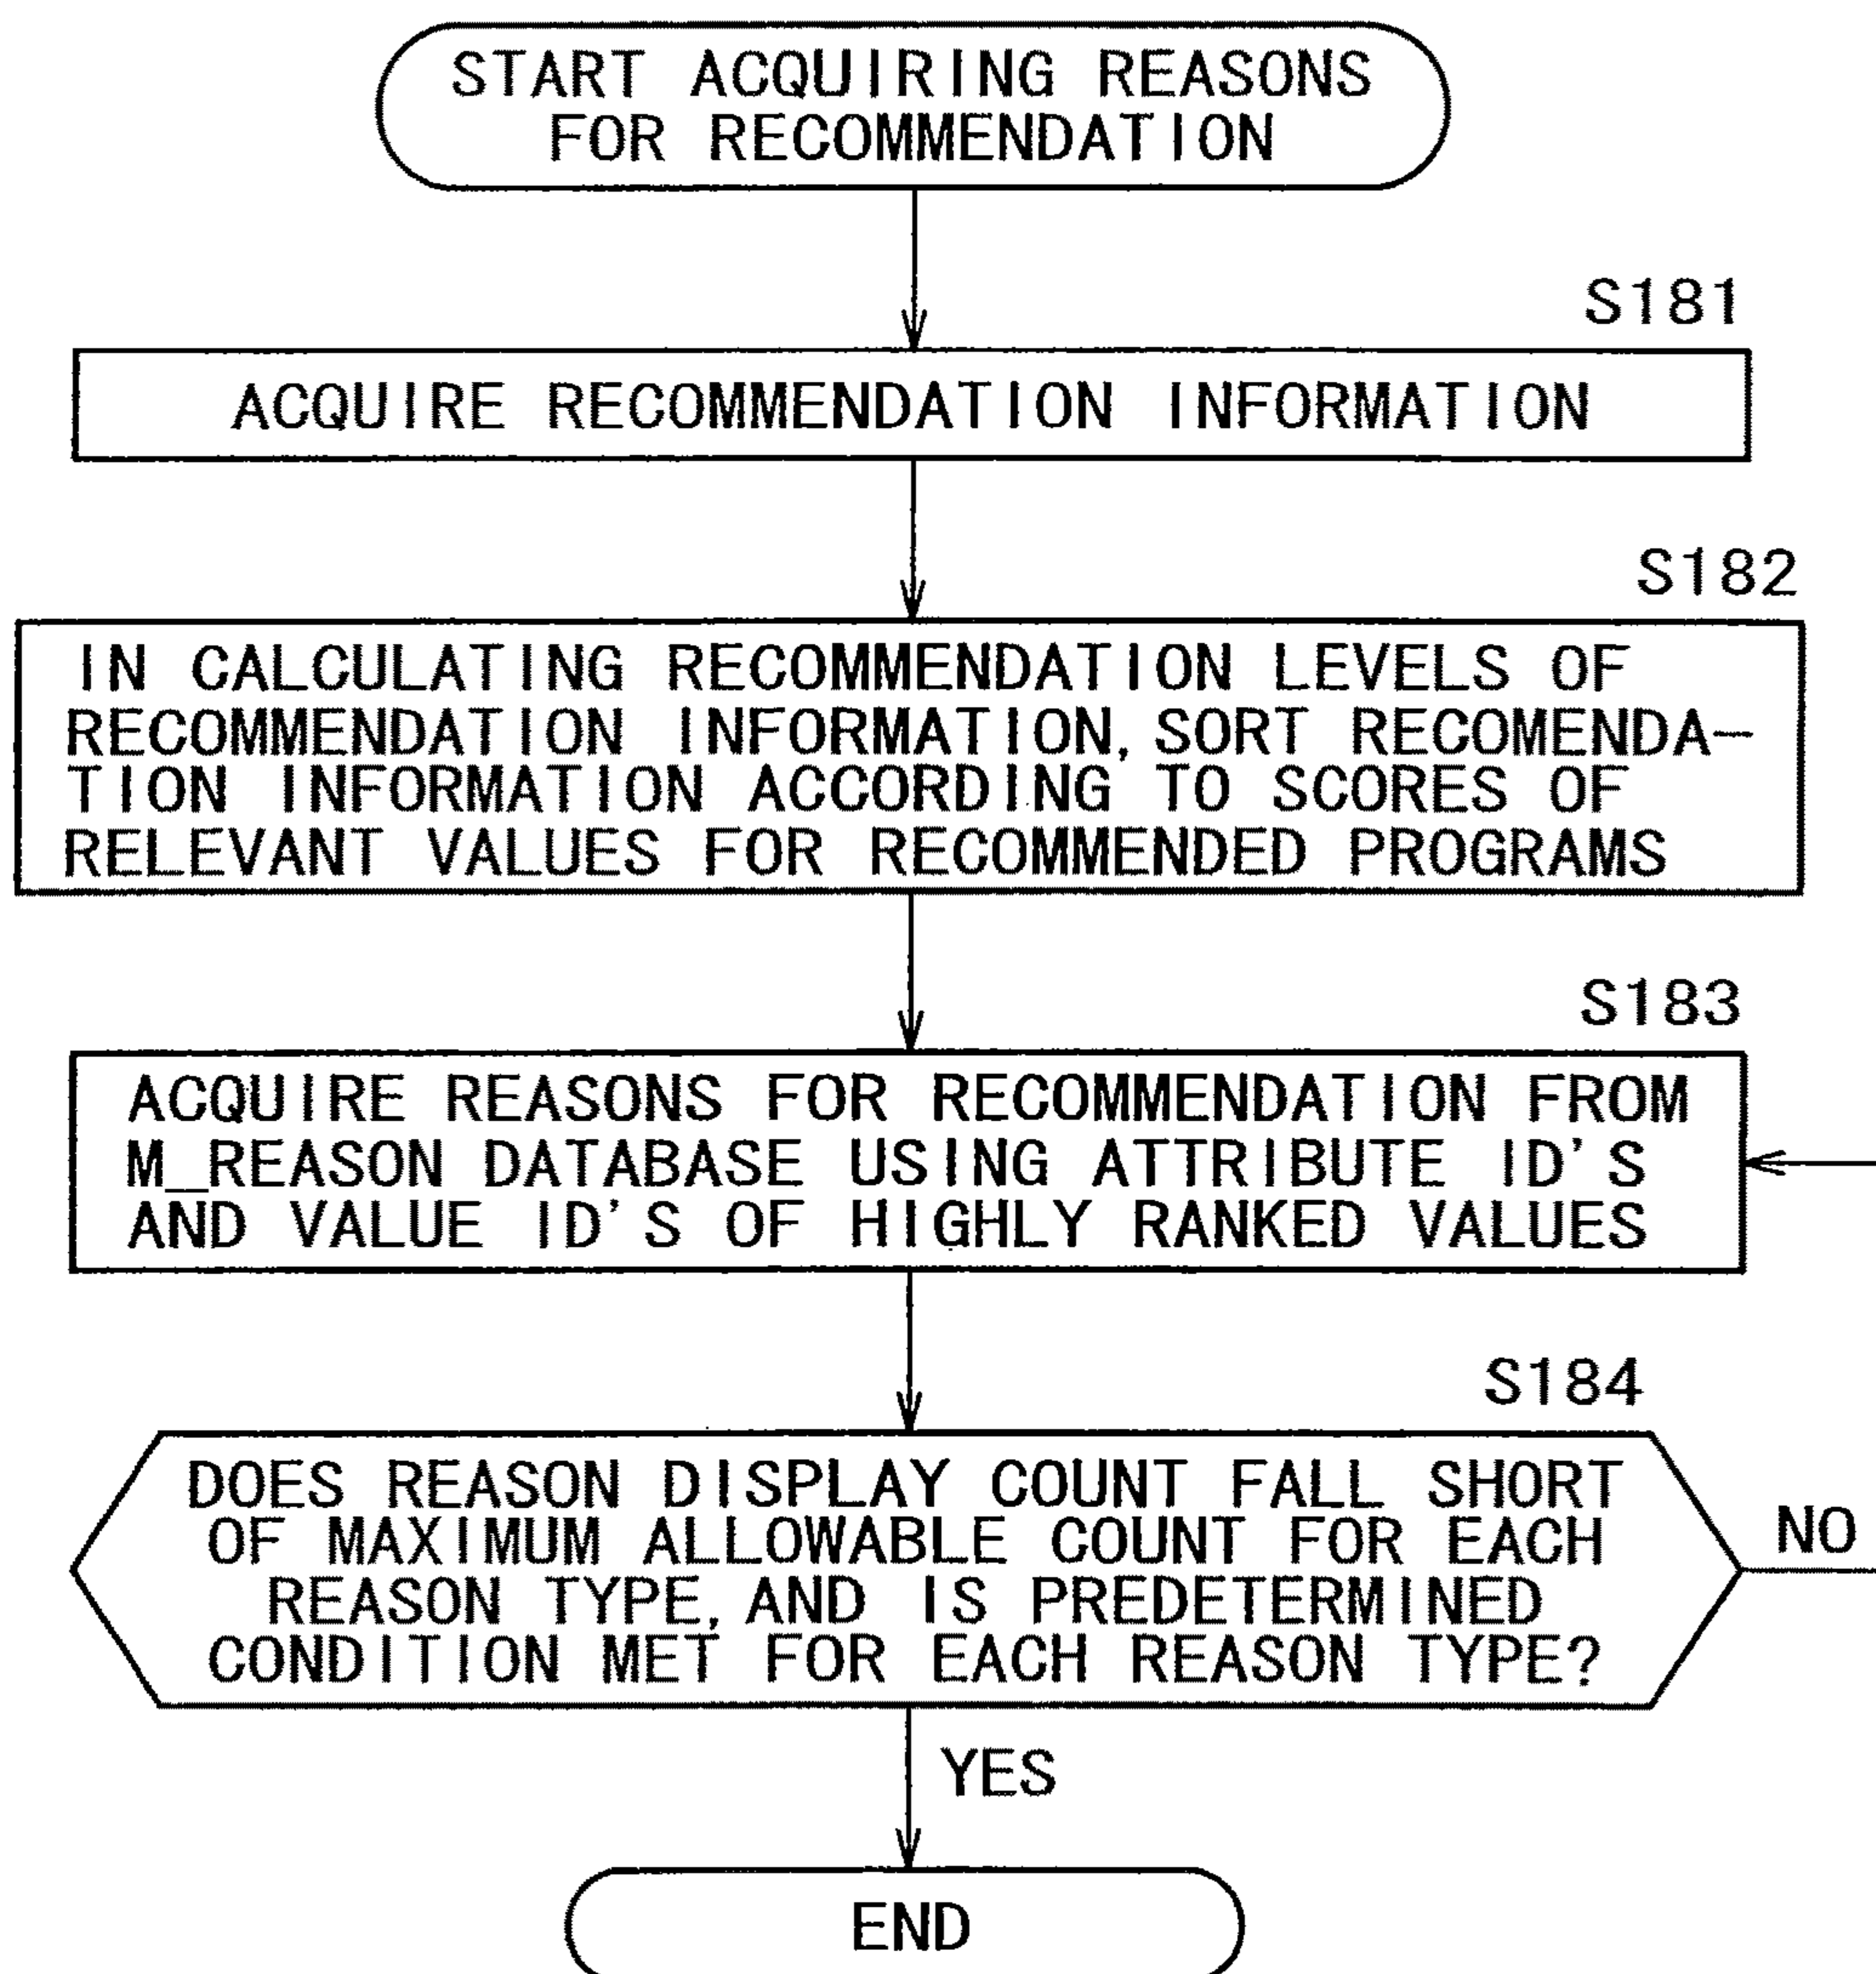 START ACQUIRING REASONS
FOR RECOMMENDATION
S181
ACQUIRE RECOMMENDATION INFORMATION
S182
IN CALCULATING RECOMMENDATION LEVELS OF
RECOMMENDATION INFORMATION, SORT RECOMENDA-
TION INFORMATION ACCORDING TO SCORES OF
RELEVANT VALUES FOR RECOMMENDED PROGRAMS
S183
ACQUIRE REASONS FOR RECOMMENDATION FROM
M_REASON DATABASE USING ATTRIBUTE ID'S
AND VALUE ID'S OF HIGHLY RANKED VALUES
S184
DOES REASON DISPLAY COUNT FALL SHORT
OF MAXIMUM ALLOWABLE COUNT FOR EACH
REASON TYPE, AND IS PREDETERMINED
CONDITION MET FOR EACH REASON TYPE?
NO
YES
END